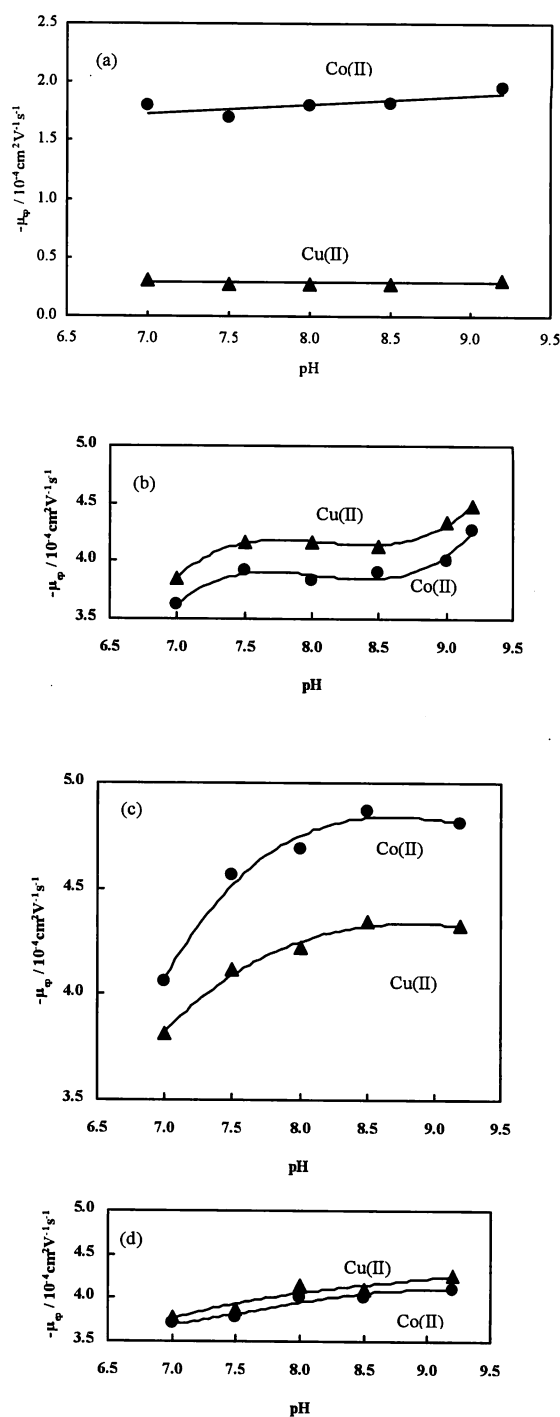 (a)
-μep / 10-4cm2V-1s-1
2.5
2.0
1.5
1.0
0.5
0.0
Co(II)
Cu(II)
6.5 7.0 7.5 8.0 8.5 9.0 9.5
pH
(b)
-μep / 10-4cm2V-1s-1
5.0
4.5
4.0
3.5
Cu(II)
Co(II)
6.5 7.0 7.5 8.0 8.5 9.0 9.5
pH
(c)
-μep / 10-4cm2V-1s-1
5.0
4.5
4.0
3.5
Co(II)
Cu(II)
6.5 7.0 7.5 8.0 8.5 9.0 9.5
pH
(d)
-μep / 10-4cm2V-1s-1
5.0
4.5
4.0
3.5
Cu(II)
Co(II)
6.5 7.0 7.5 8.0 8.5 9.0 9.5
pH